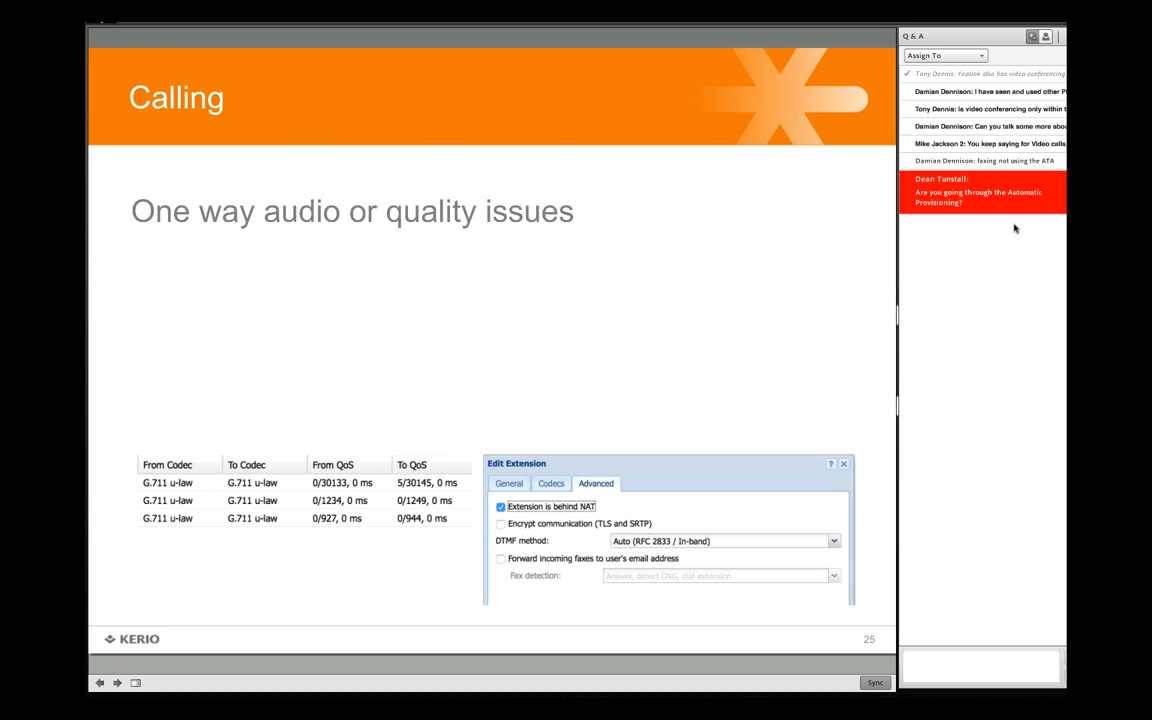 Calling
One way audio or quality issues
From Codec To Codec From QoS To QoS
G.711 u-law G.711 u-law 0/30133, 0 ms 5/30145, 0 ms
G.711 u-law G.711 u-law 0/1234, 0 ms 0/1249, 0 ms
G.711 u-law G.711 u-law 0/927, 0 ms 0/944, 0 ms
Edit Extension
General Codecs Advanced
Extension is behind NAT
Encrypt communication (TLS and SRTP)
DTMF method: Auto (RFC 2833 / In-band)
Forward incoming faxes to user's email address
Fax detection: Answer, detect CNG, dial extension
KERIO
25
Sync
Q & A
Assign To
Tony Dennis: Yealink also has video conferencing
Damian Dennison: I have seen and used other P
Tony Dennis: Is video conferencing only within t
Damian Dennison: Can you talk some more abou
Mike Jackson 2: You keep saying for Video calls,
Damian Dennison: faxing not using the ATA
Dean Tunstall:
Are you going through the Automatic
Provisioning?